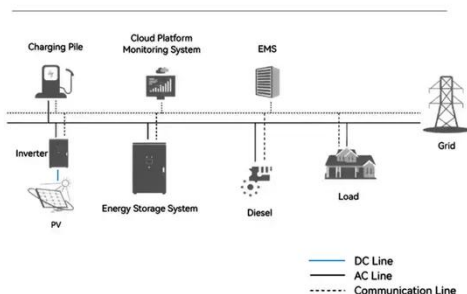 Charging Pile
Cloud Platform
Monitoring System
EMS
Grid
Inverter
PV
Energy Storage System
Diesel
Load
DC Line
AC Line
Communication Line